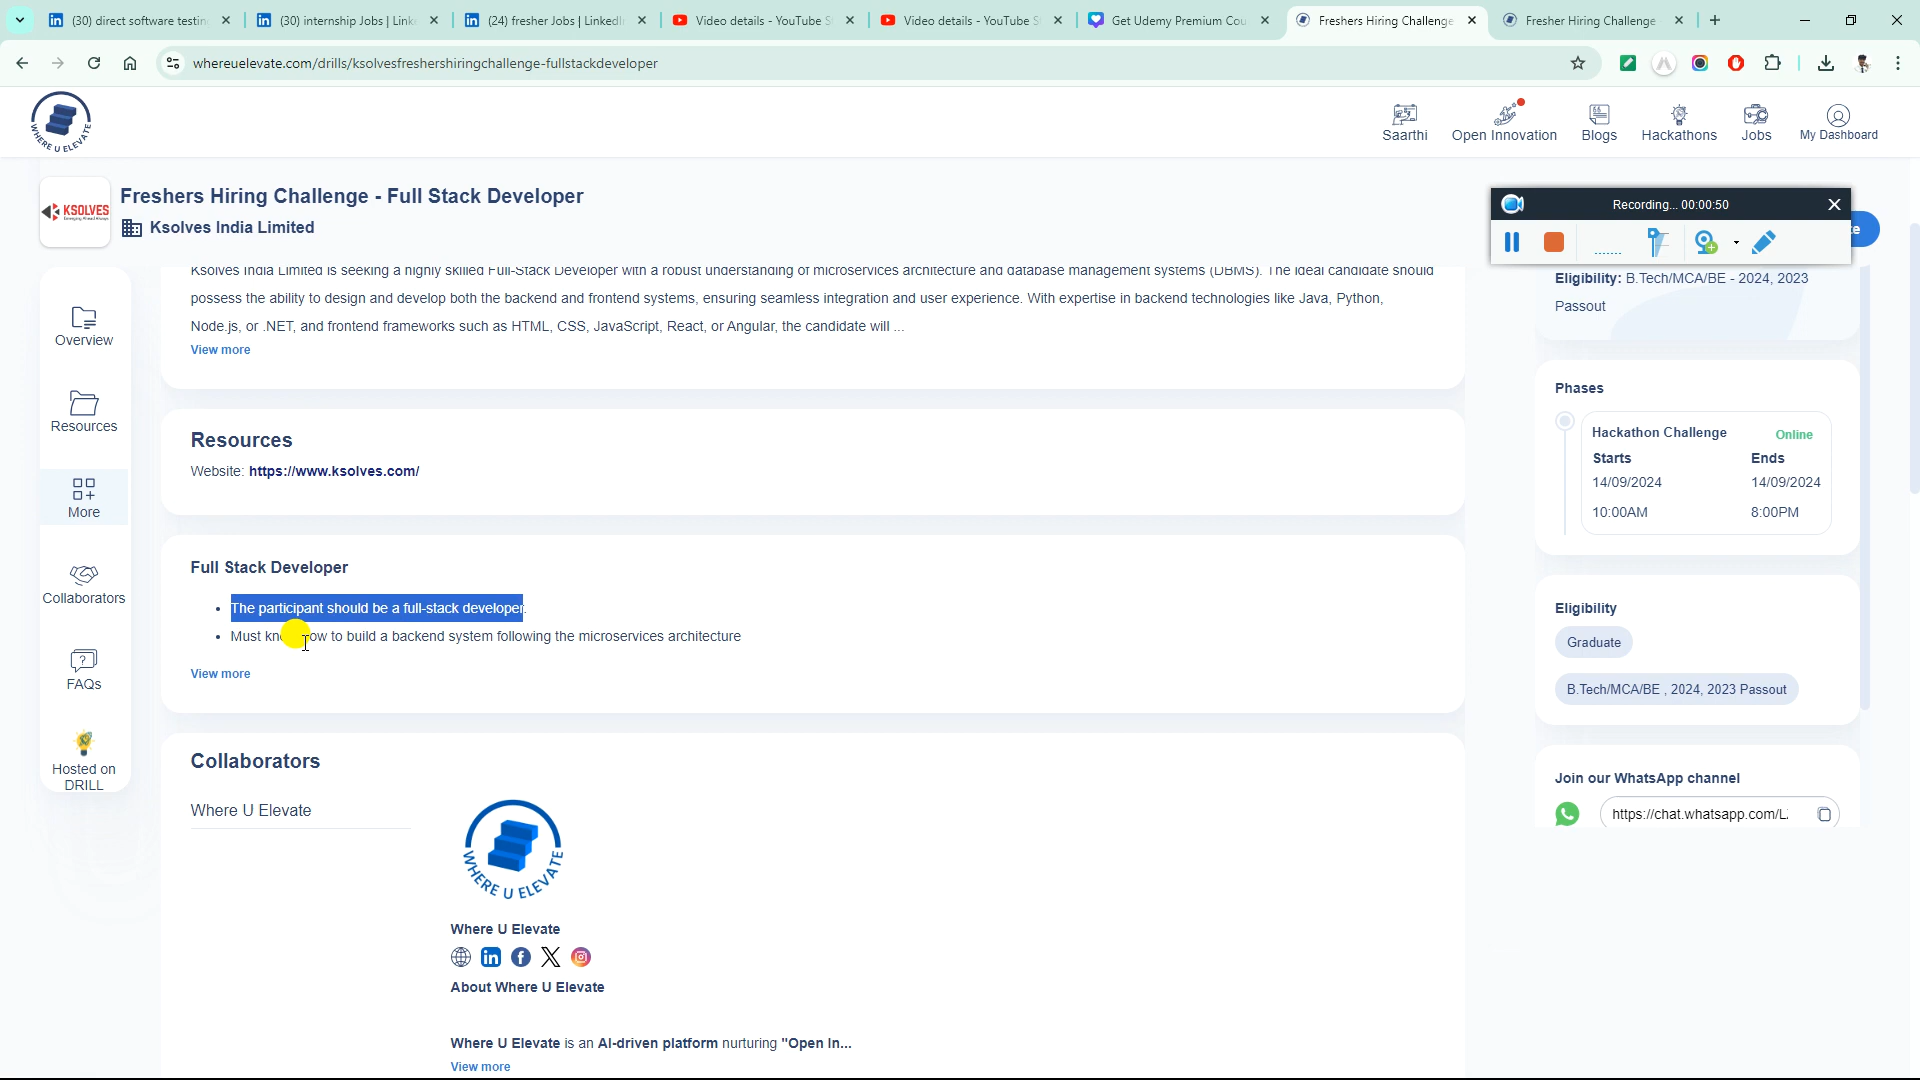 (30) direct software testin
(30) internship Jobs | Link
(24) fresher Jobs | LinkedIn
Video details - YouTube S
Video details - YouTube S
Get Udemy Premium Cou
Freshers Hiring Challenge
Fresher Hiring Challenge
whereuelevate.com/drills/ksolvesfreshershiringchallenge-fullstackdeveloper
WHERE U ELEVATE
Saarthi
Open Innovation
Blogs
Hackathons
Jobs
My Dashboard
KSOLVES
Freshers Hiring Challenge - Full Stack Developer
Ksolves India Limited
Recording... 00:00:50
Overview
Resources
More
Collaborators
FAQs
Hosted on
DRILL
Ksolves India Limited is seeking a highly skilled Full-Stack Developer with a robust understanding of microservices architecture and database management systems (DBMS). The ideal candidate should
possess the ability to design and develop both the backend and frontend systems, ensuring seamless integration and user experience. With expertise in backend technologies like Java, Python,
Node.js, or .NET, and frontend frameworks such as HTML, CSS, JavaScript, React, or Angular, the candidate will ...
View more
Resources
Website: https://www.ksolves.com/
Full Stack Developer
• The participant should be a full-stack developer.
• Must know how to build a backend system following the microservices architecture
View more
Collaborators
Where U Elevate
WHERE U ELEVATE
Where U Elevate
About Where U Elevate
Where U Elevate is an AI-driven platform nurturing "Open In...
View more
Eligibility: B.Tech/MCA/BE - 2024, 2023
Passout
Phases
Hackathon Challenge
Online
Starts
Ends
14/09/2024
14/09/2024
10:00AM
8:00PM
Eligibility
Graduate
B.Tech/MCA/BE , 2024, 2023 Passout
Join our WhatsApp channel
https://chat.whatsapp.com/L